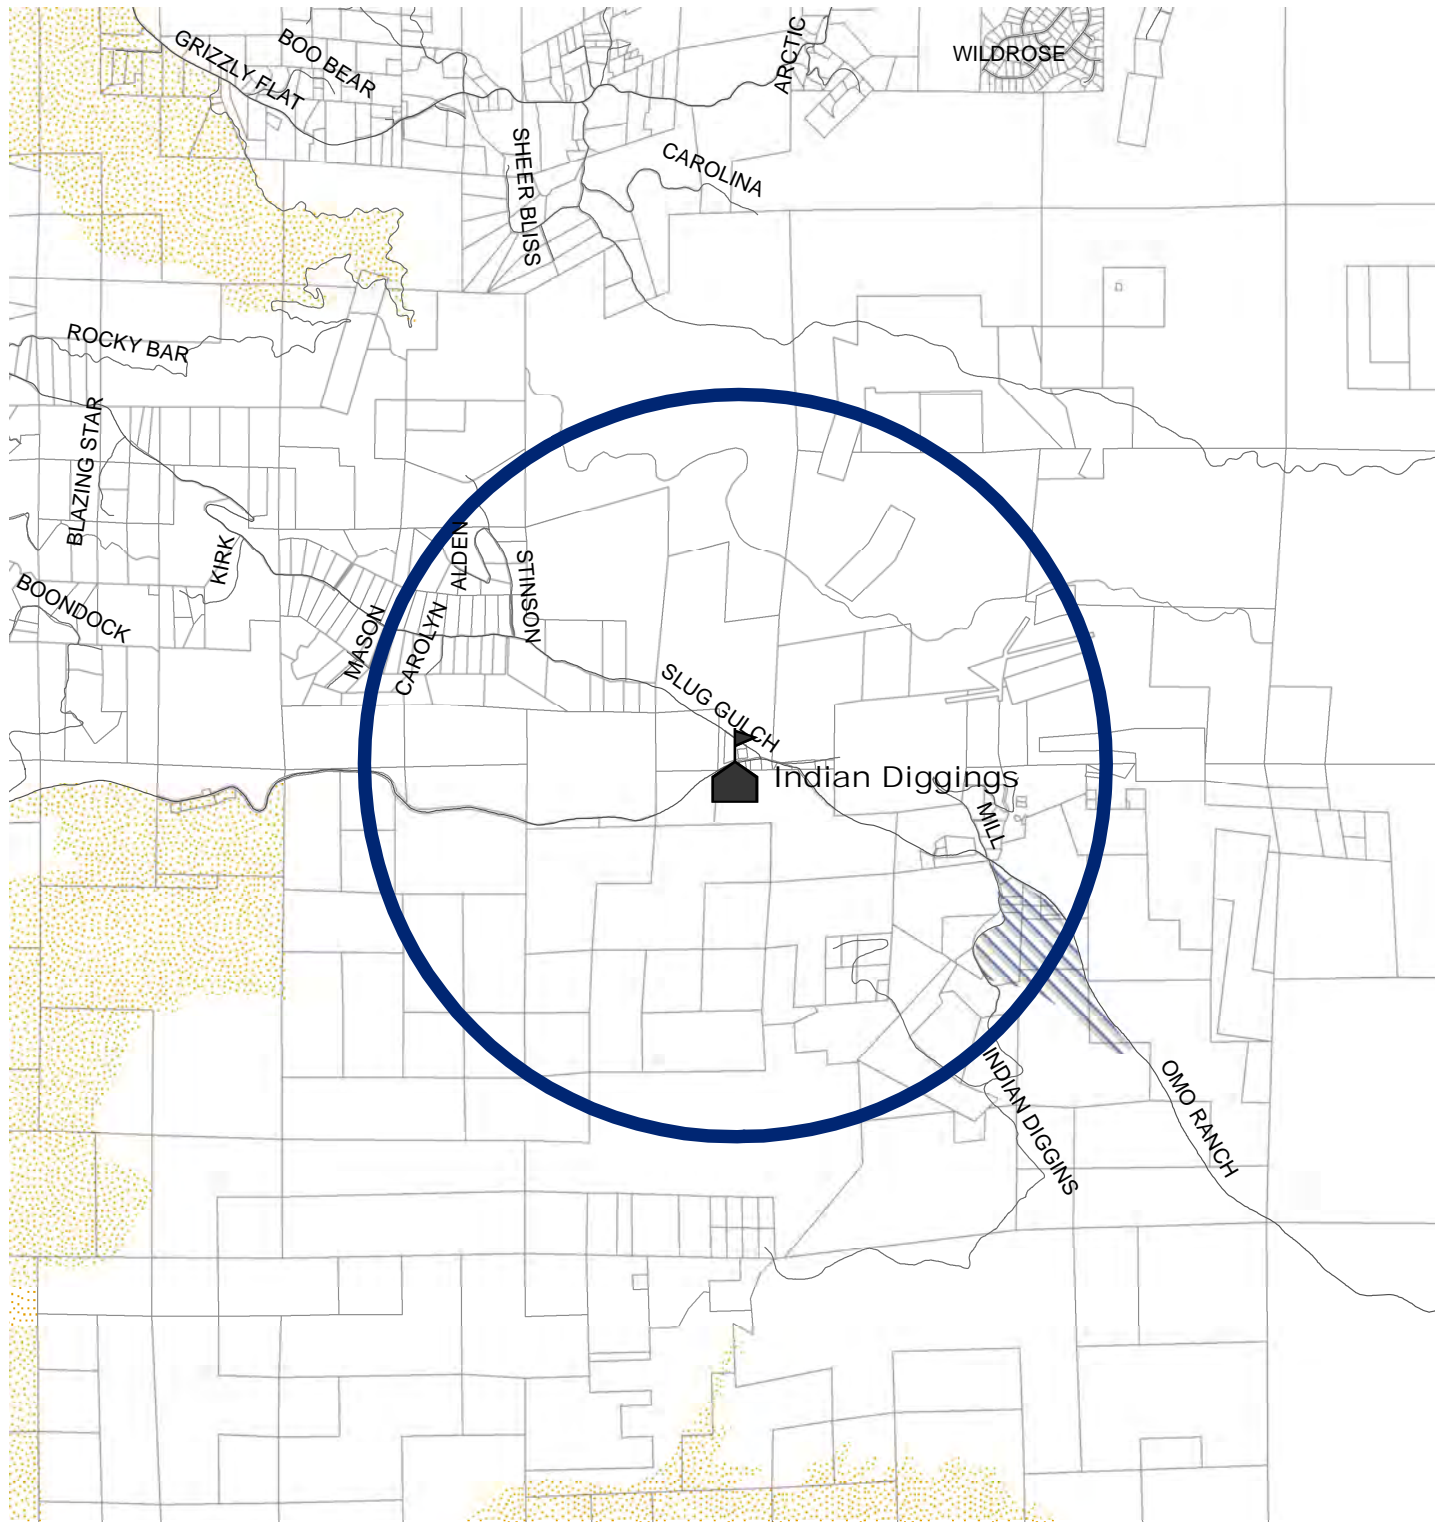 GRIZZLY FLAT
BOO BEAR
ARCTIC
WILDROSE
SHEER BLISS
CAROLINA
ROCKY BAR
BLAZING STAR
KIRK
BOONDOCK
ALDEN
STINSON
MASON
CAROLYN
SLUG GULCH
Indian Diggings
MILL
INDIAN DIGGINS
OMO RANCH